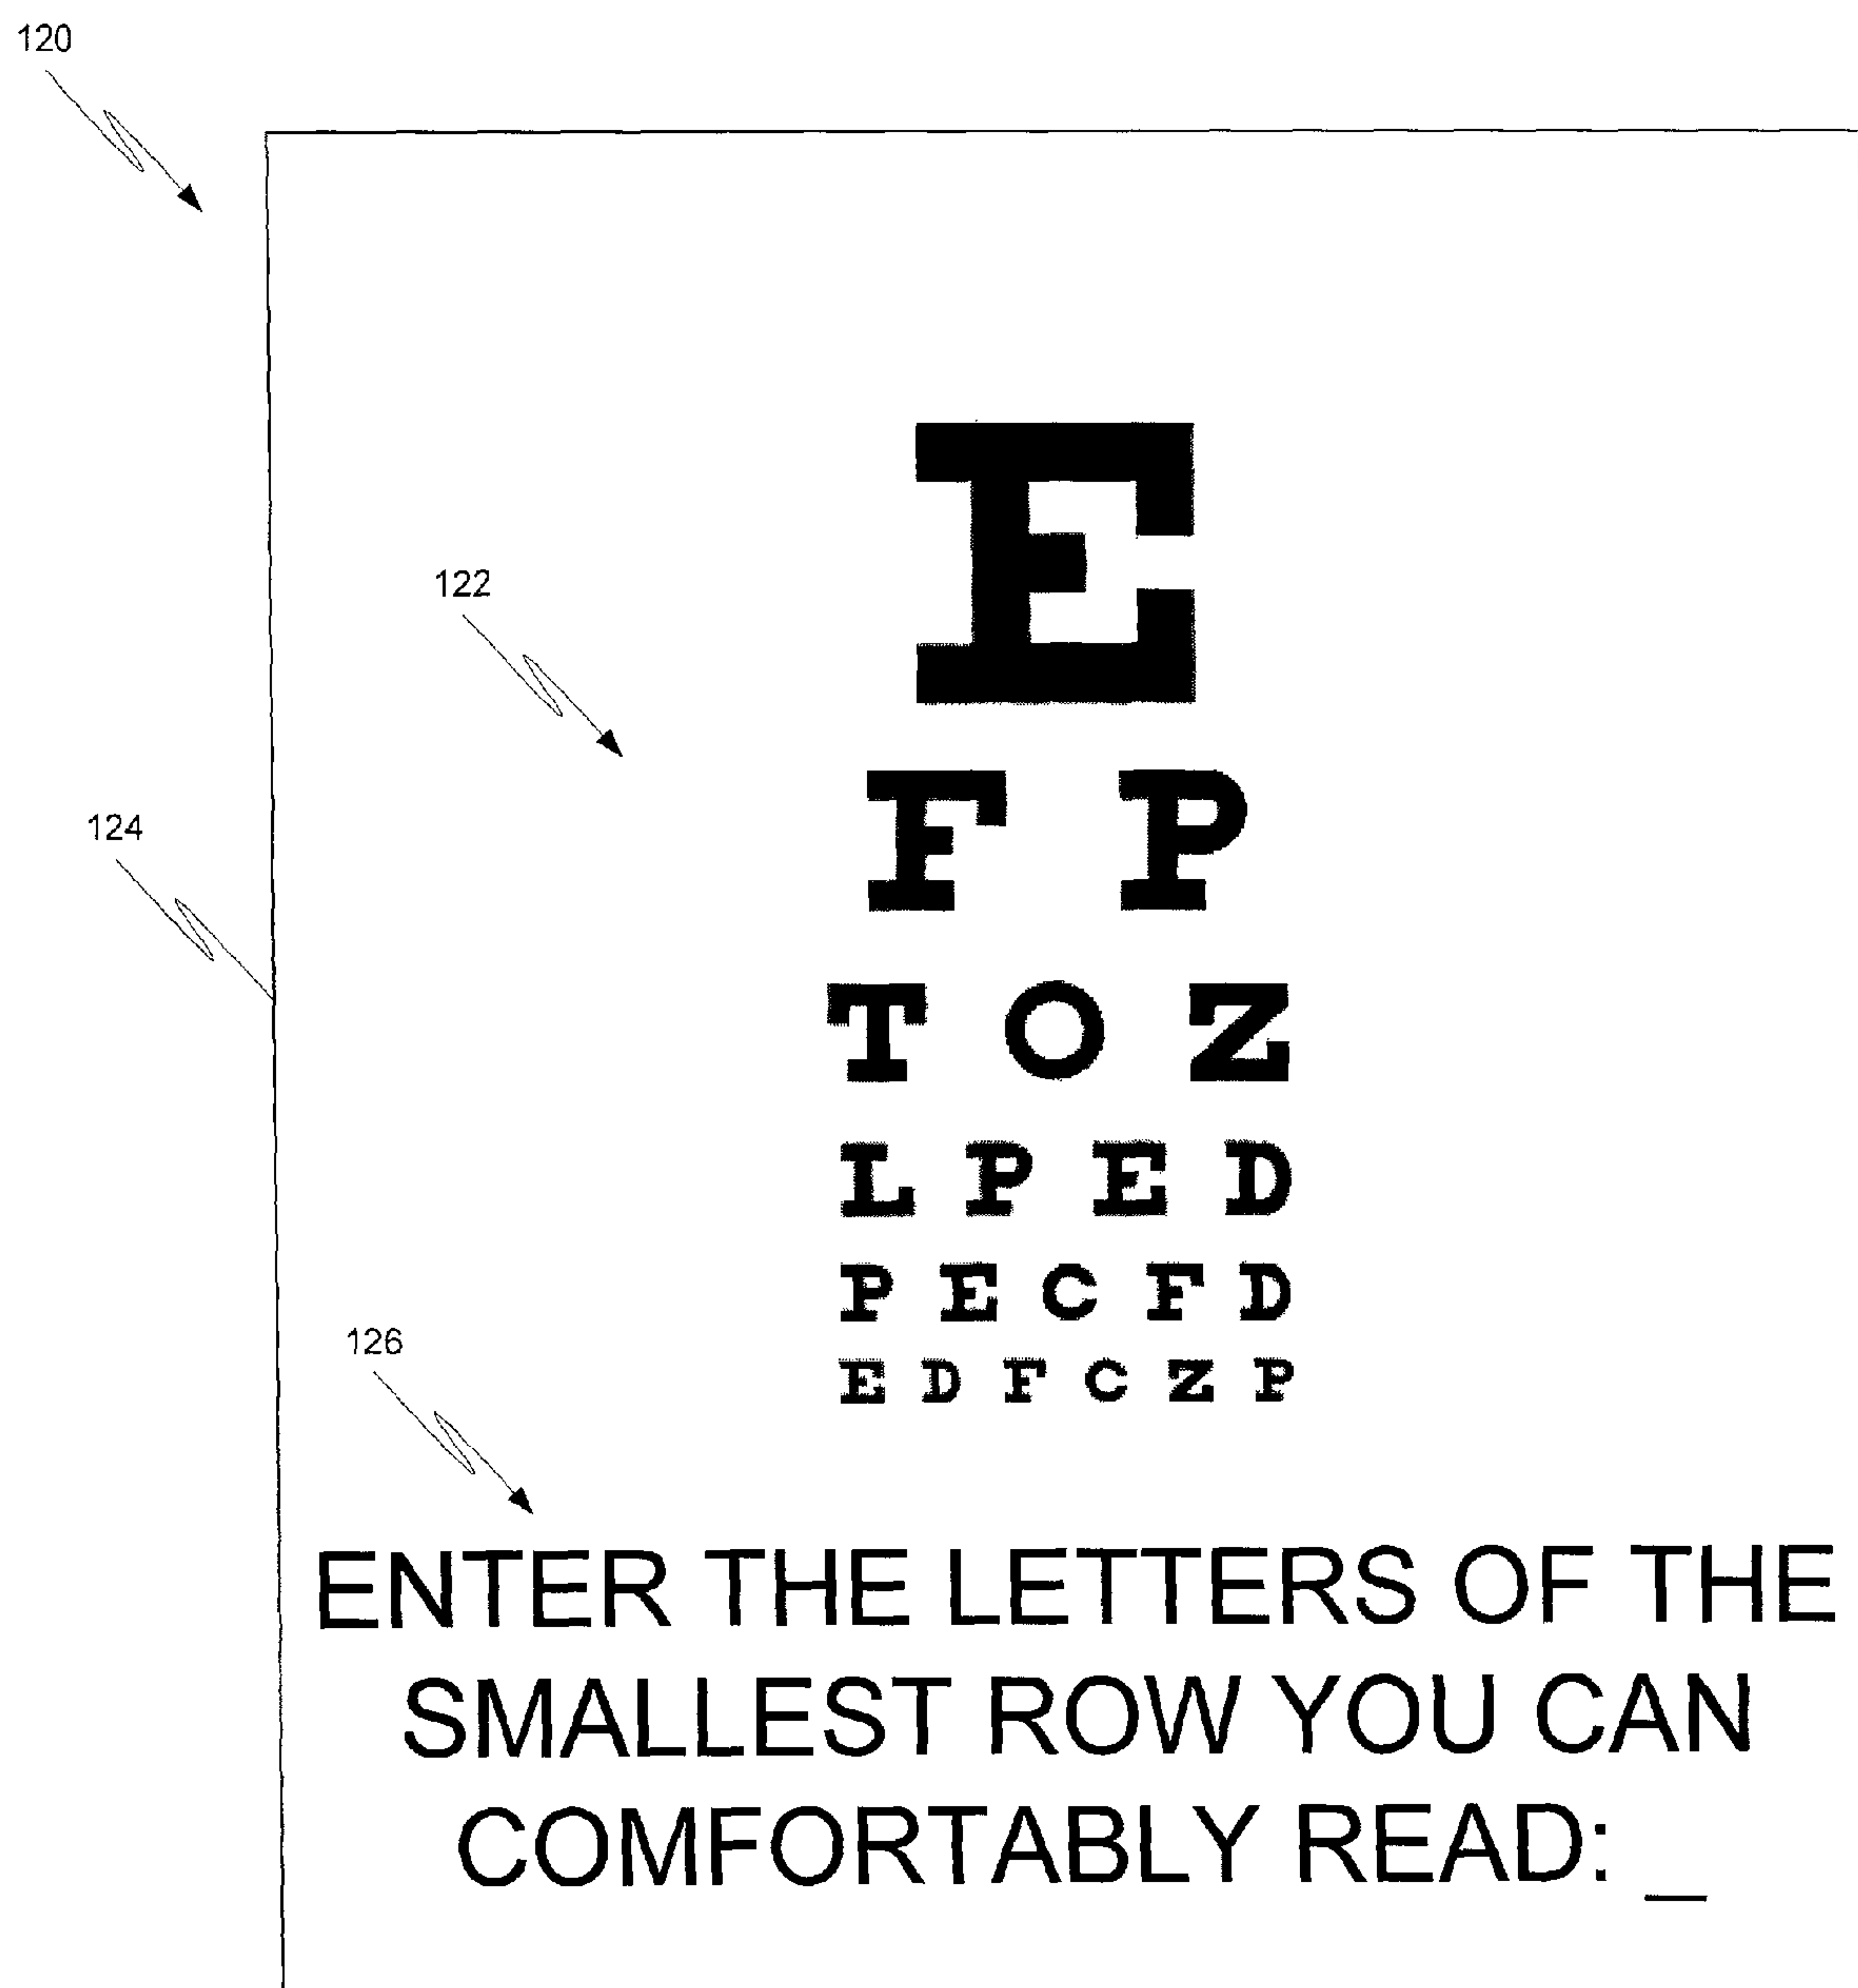 120
E
122
F P
124
T O Z
L P E D
P E C F D
126
E D F C Z P
ENTER THE LETTERS OF THE
SMALLEST ROW YOU CAN
COMFORTABLY READ: _